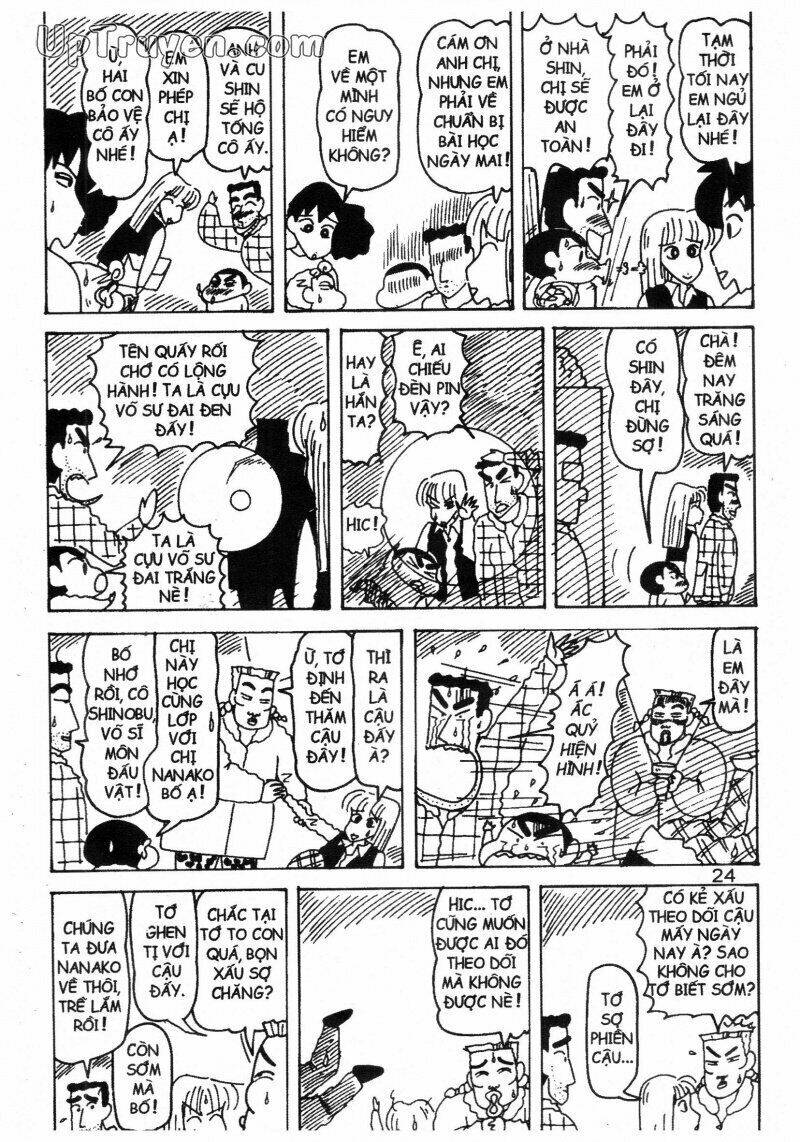 UpTruyen.com
TẠM
THỜI
TỐI NAY
EM NGỦ
LẠI ĐÂY
NHÉ!
PHẢI
ĐÓ!
EM Ở
LẠI
ĐÂY
ĐI!
Ở NHÀ
SHIN,
CHỊ SẼ
ĐƯỢC
AN
TOÀN!
CÁM ƠN
ANH CHỊ,
NHƯNG EM
PHẢI VỀ
CHUẨN BỊ
BÀI HỌC
NGÀY MAI!
EM
VỀ MỘT
MÌNH
CÓ NGUY
HIỂM
KHÔNG?
ANH
VÀ CU
SHIN
SẼ HỘ
TỐNG
CÔ ẤY.
EM
XIN
PHÉP
CHỊ
Ạ!
Ừ,
HAI
BỐ CON
BẢO VỆ
CÔ ẤY
NHÉ!
CHÀ!
ĐÊM
NAY
TRĂNG
SÁNG
QUÁ!
CÓ
SHIN
ĐÂY,
CHỊ
ĐỪNG
SỢ!
Ê, AI
CHIẾU
ĐÈN PIN
VẬY?
HAY
LÀ
HẮN
TA?
HIC!
TÊN QUẤY RỐI
CHỚ CÓ LỘNG
HÀNH! TA LÀ CỰU
VÕ SƯ ĐAI ĐEN
ĐẤY!
TA LÀ
CỰU VÕ SƯ
ĐAI TRẮNG
NÈ!
LÀ
EM
ĐÂY
MÀ!
Á Á!
ÁC
QUỶ
HIỆN
HÌNH!
THÌ
RA
LÀ
CẬU
ĐẤY
À?
Ừ, TỚ
ĐỊNH
ĐẾN
THĂM
CẬU
ĐÂY!
CHỊ
NÀY
HỌC
CÙNG
LỚP
VỚI
CHỊ
NANAKO
BỐ Ạ!
BỐ
NHỚ
RỒI, CÔ
SHINOBU,
VÕ SĨ
MÔN
ĐẤU
VẬT!
24
CÓ KẺ XẤU
THEO DÕI CẬU
MẤY NGÀY
NAY À? SAO
KHÔNG CHO
TỚ BIẾT SỚM?
TỚ
SỢ
PHIỀN
CẬU...
HIC... TỚ
CŨNG MUỐN
ĐƯỢC AI ĐÓ
THEO DÕI
MÀ KHÔNG
ĐƯỢC NÈ!
CHẮC TẠI
TỚ TO CON
QUÁ, BỌN
XẤU SỢ
CHĂNG?
TỚ
GHEN
TỊ VỚI
CẬU
ĐẤY.
CHÚNG
TA ĐƯA
NANAKO
VỀ THÔI,
TRỄ LẮM
RỒI!
CÒN
SỚM
MÀ
BỐ!